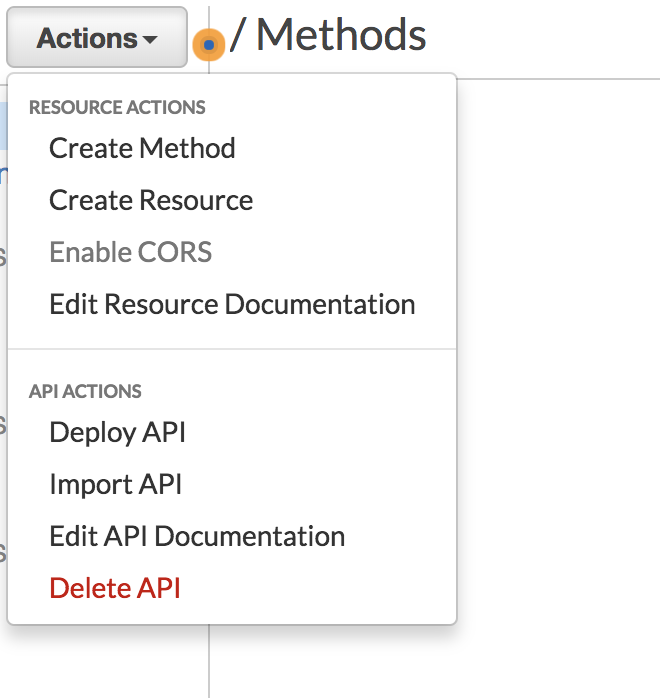 Actions
/ Methods
RESOURCE ACTIONS
Create Method
Create Resource
Enable CORS
Edit Resource Documentation
API ACTIONS
Deploy API
Import API
Edit API Documentation
Delete API